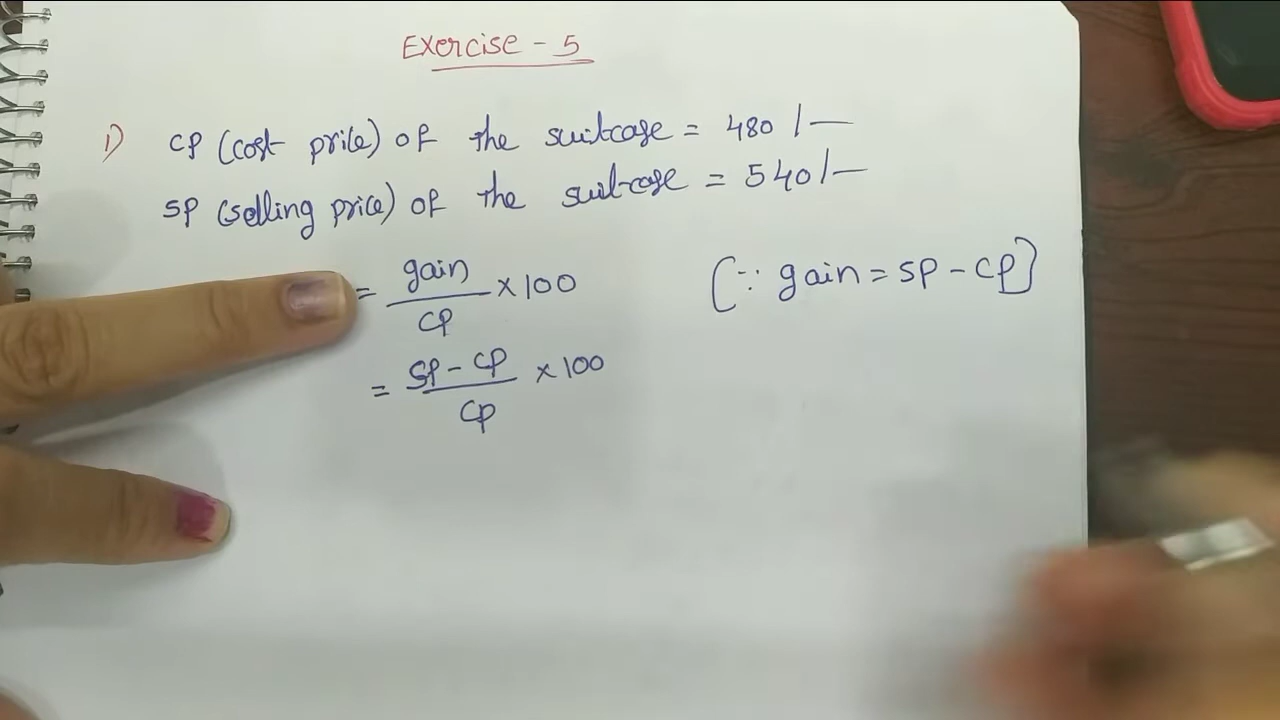 Exercise - 5
1) CP (cost price) of the suitcase = 480/-
SP (selling price) of the suitcase = 540/-
= gain/CP × 100 [∵ gain = SP - CP]
= SP - CP/CP × 100